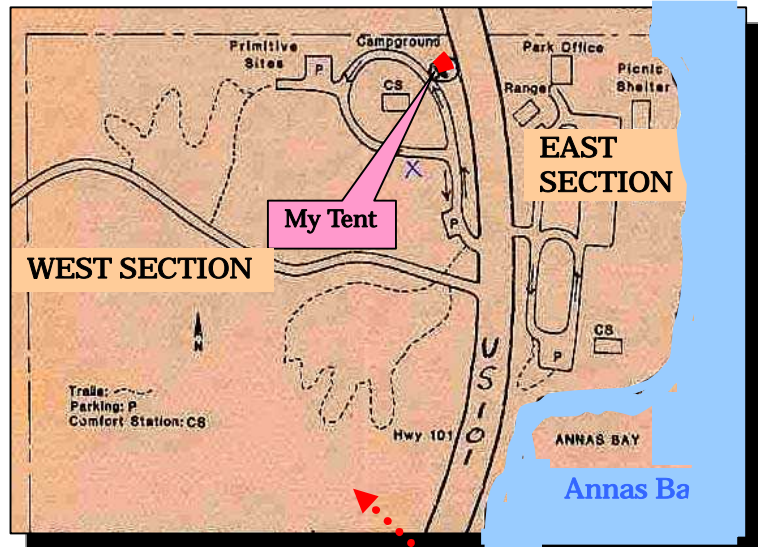 Primitive
Sites
P
Campground
CS
Park Office
Ranger
Picnic
Shelter
EAST
SECTION
X
My Tent
P
WEST SECTION
N
CS
P
US 101
Trails:
Parking: P
Comfort Station: CS
Hwy 101
ANNAS BAY
Annas Ba